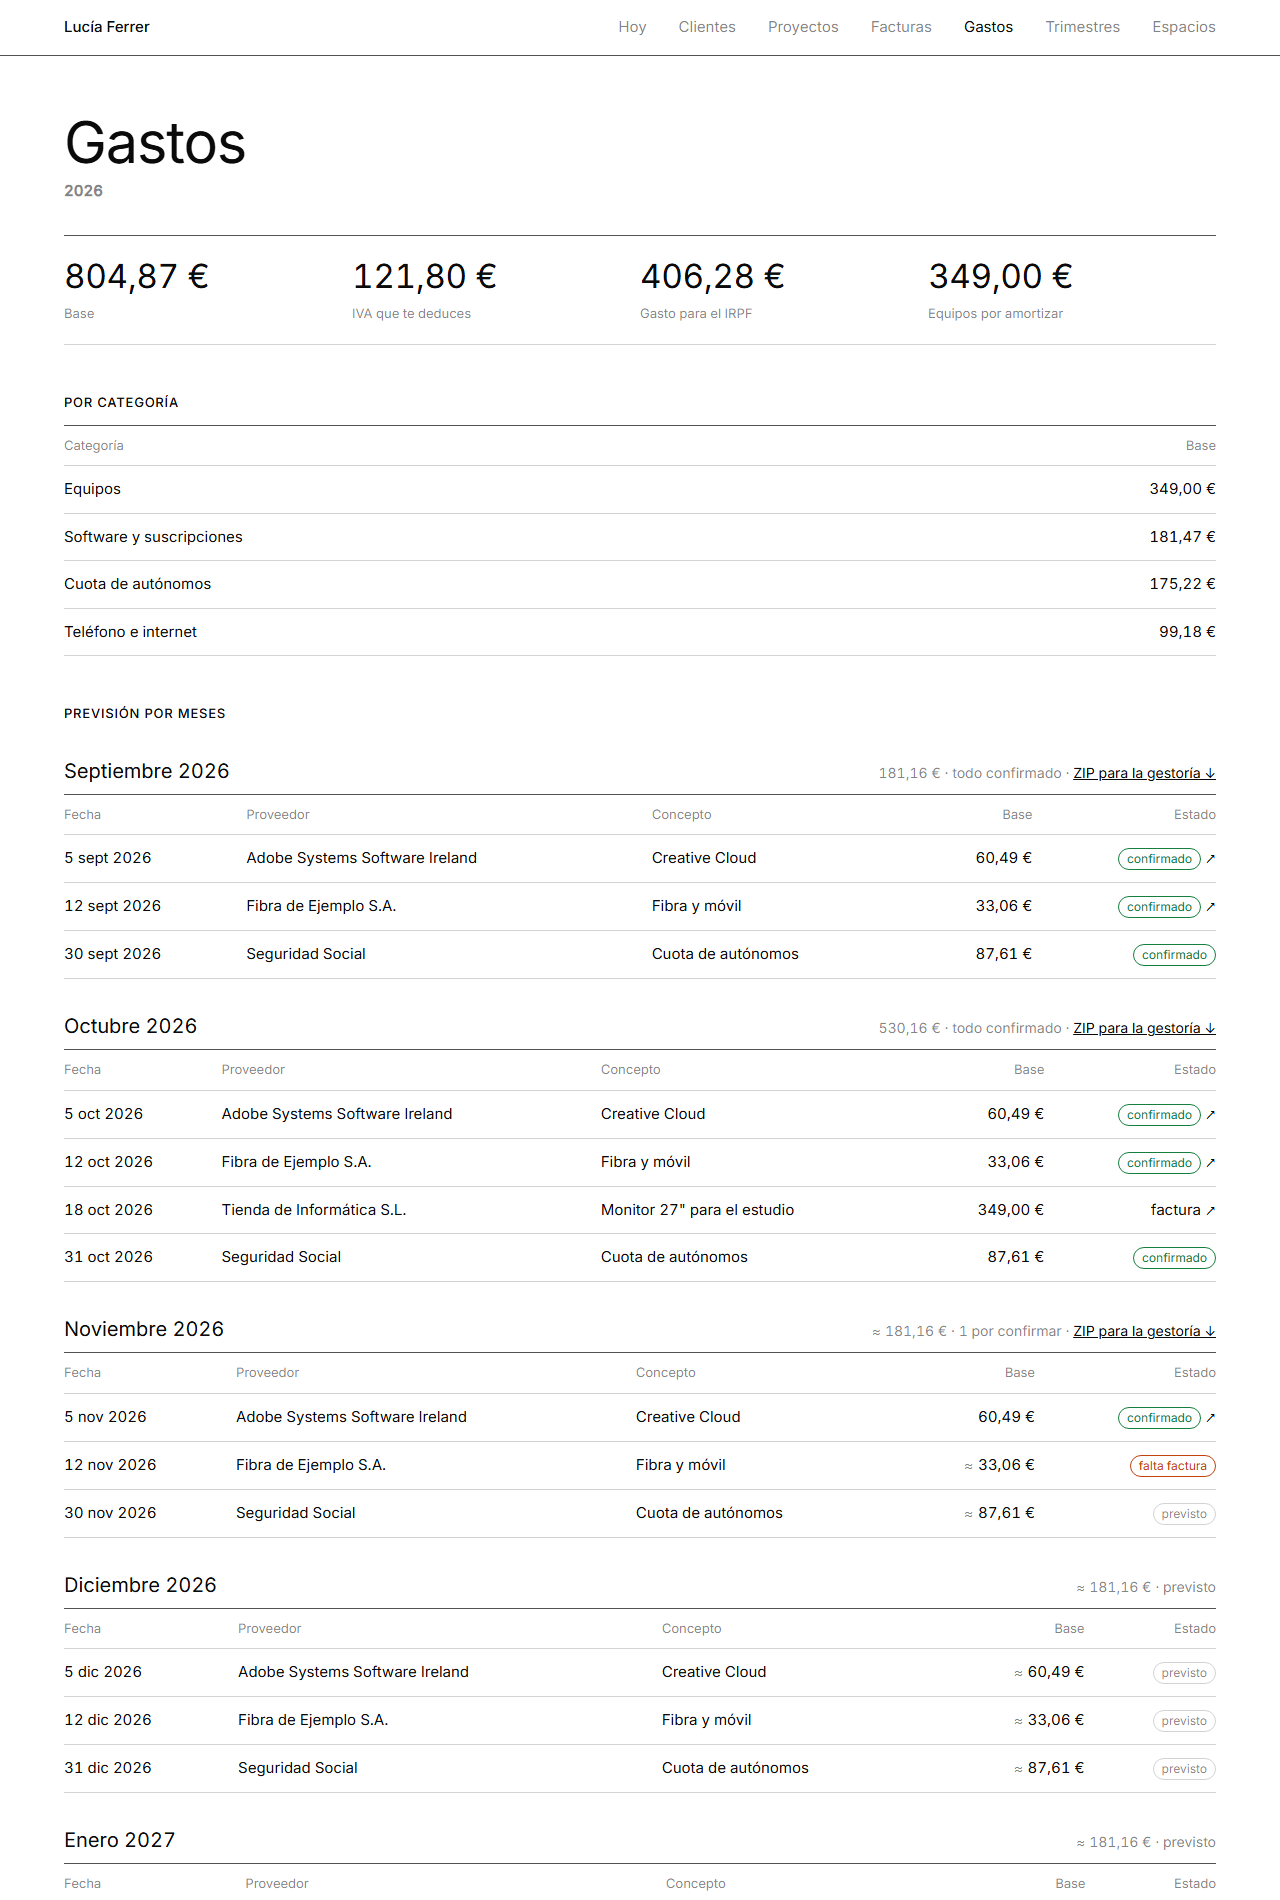 Lucía Ferrer Hoy Clientes Proyectos Facturas Gastos Trimestres Espacios
Gastos
2026
804,87 € 121,80 € 406,28 € 349,00 €
Base IVA que te deduces Gasto para el IRPF Equipos por amortizar
POR CATEGORÍA
Categoría Base
Equipos 349,00 €
Software y suscripciones 181,47 €
Cuota de autónomos 175,22 €
Teléfono e internet 99,18 €
PREVISIÓN POR MESES
Septiembre 2026 181,16 € · todo confirmado · ZIP para la gestoría ↓
Fecha Proveedor Concepto Base Estado
5 sept 2026 Adobe Systems Software Ireland Creative Cloud 60,49 € confirmado ↗
12 sept 2026 Fibra de Ejemplo S.A. Fibra y móvil 33,06 € confirmado ↗
30 sept 2026 Seguridad Social Cuota de autónomos 87,61 € confirmado
Octubre 2026 530,16 € · todo confirmado · ZIP para la gestoría ↓
Fecha Proveedor Concepto Base Estado
5 oct 2026 Adobe Systems Software Ireland Creative Cloud 60,49 € confirmado ↗
12 oct 2026 Fibra de Ejemplo S.A. Fibra y móvil 33,06 € confirmado ↗
18 oct 2026 Tienda de Informática S.L. Monitor 27" para el estudio 349,00 € factura ↗
31 oct 2026 Seguridad Social Cuota de autónomos 87,61 € confirmado
Noviembre 2026 ≈ 181,16 € · 1 por confirmar · ZIP para la gestoría ↓
Fecha Proveedor Concepto Base Estado
5 nov 2026 Adobe Systems Software Ireland Creative Cloud 60,49 € confirmado ↗
12 nov 2026 Fibra de Ejemplo S.A. Fibra y móvil ≈ 33,06 € falta factura
30 nov 2026 Seguridad Social Cuota de autónomos ≈ 87,61 € previsto
Diciembre 2026 ≈ 181,16 € · previsto
Fecha Proveedor Concepto Base Estado
5 dic 2026 Adobe Systems Software Ireland Creative Cloud ≈ 60,49 € previsto
12 dic 2026 Fibra de Ejemplo S.A. Fibra y móvil ≈ 33,06 € previsto
31 dic 2026 Seguridad Social Cuota de autónomos ≈ 87,61 € previsto
Enero 2027 ≈ 181,16 € · previsto
Fecha Proveedor Concepto Base Estado